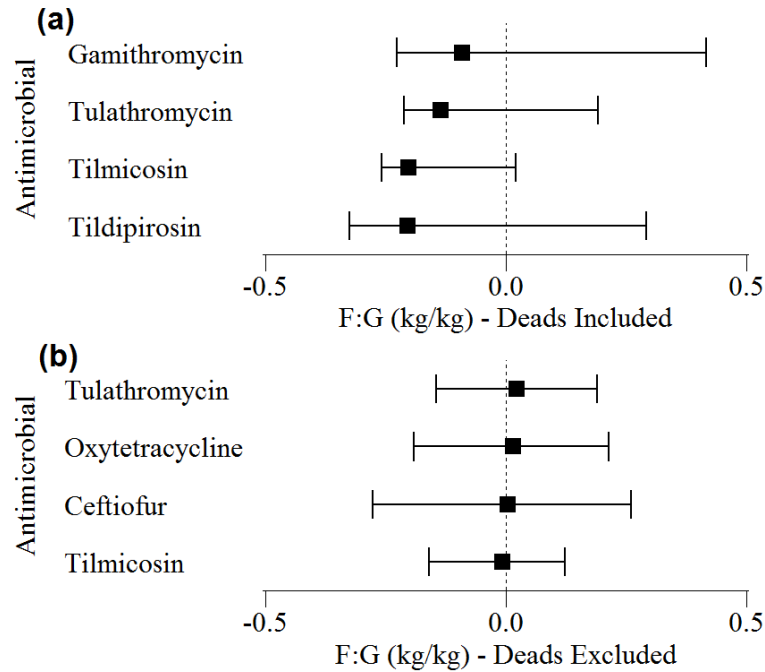 (a)
Antimicrobial
Gamithromycin
Tulathromycin
Tilmicosin
Tildipirosin
-0.5 0.0 0.5
F:G (kg/kg) - Deads Included
(b)
Antimicrobial
Tulathromycin
Oxytetracycline
Ceftiofur
Tilmicosin
-0.5 0.0 0.5
F:G (kg/kg) - Deads Excluded